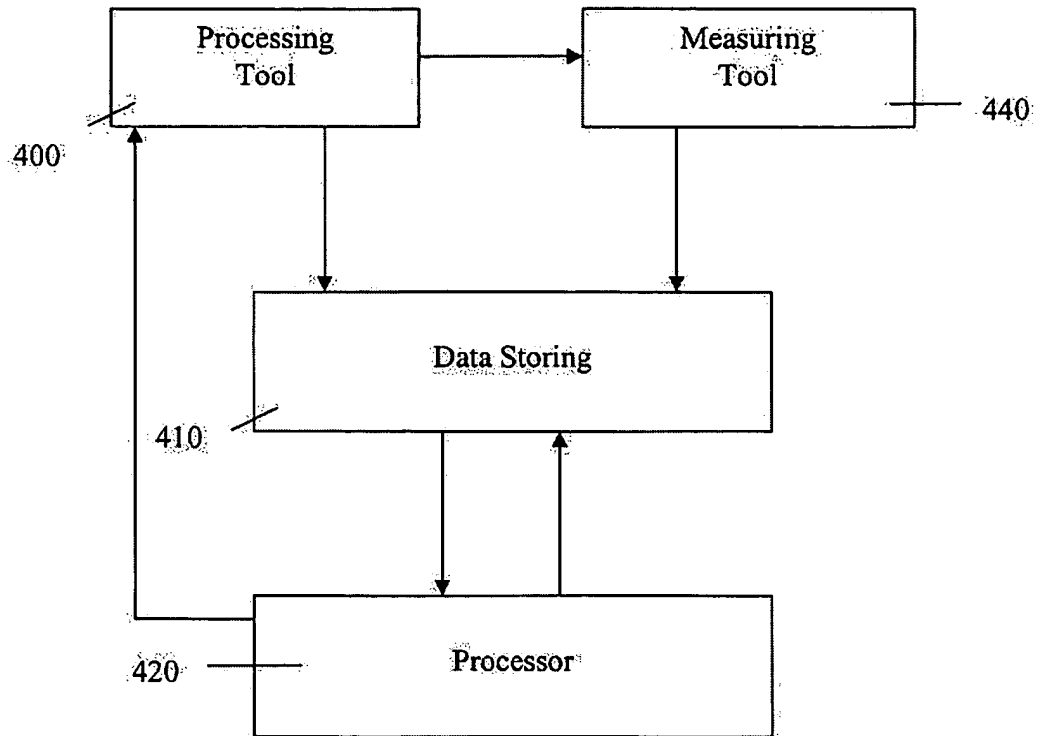 Processing
Tool
Measuring
Tool
440
400
Data Storing
410
Processor
420